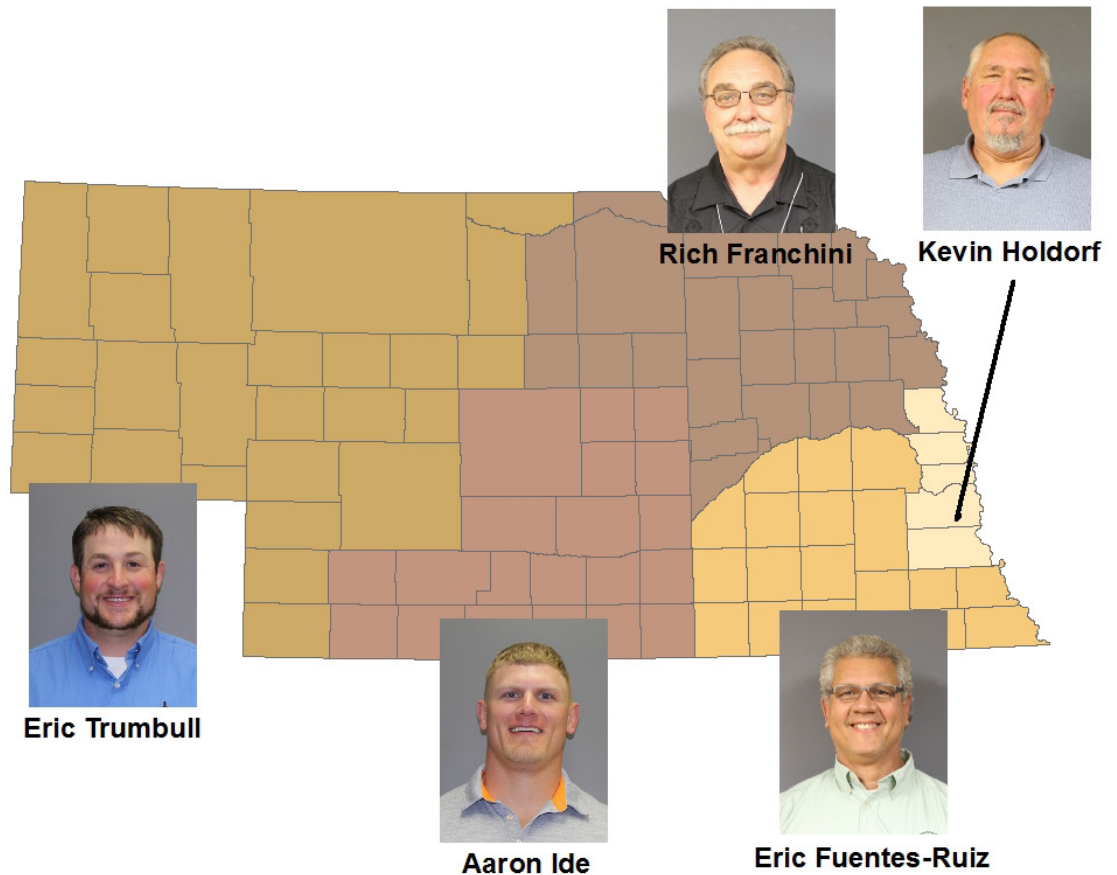 Rich Franchini
Kevin Holdorf
Eric Trumbull
Aaron Ide
Eric Fuentes-Ruiz